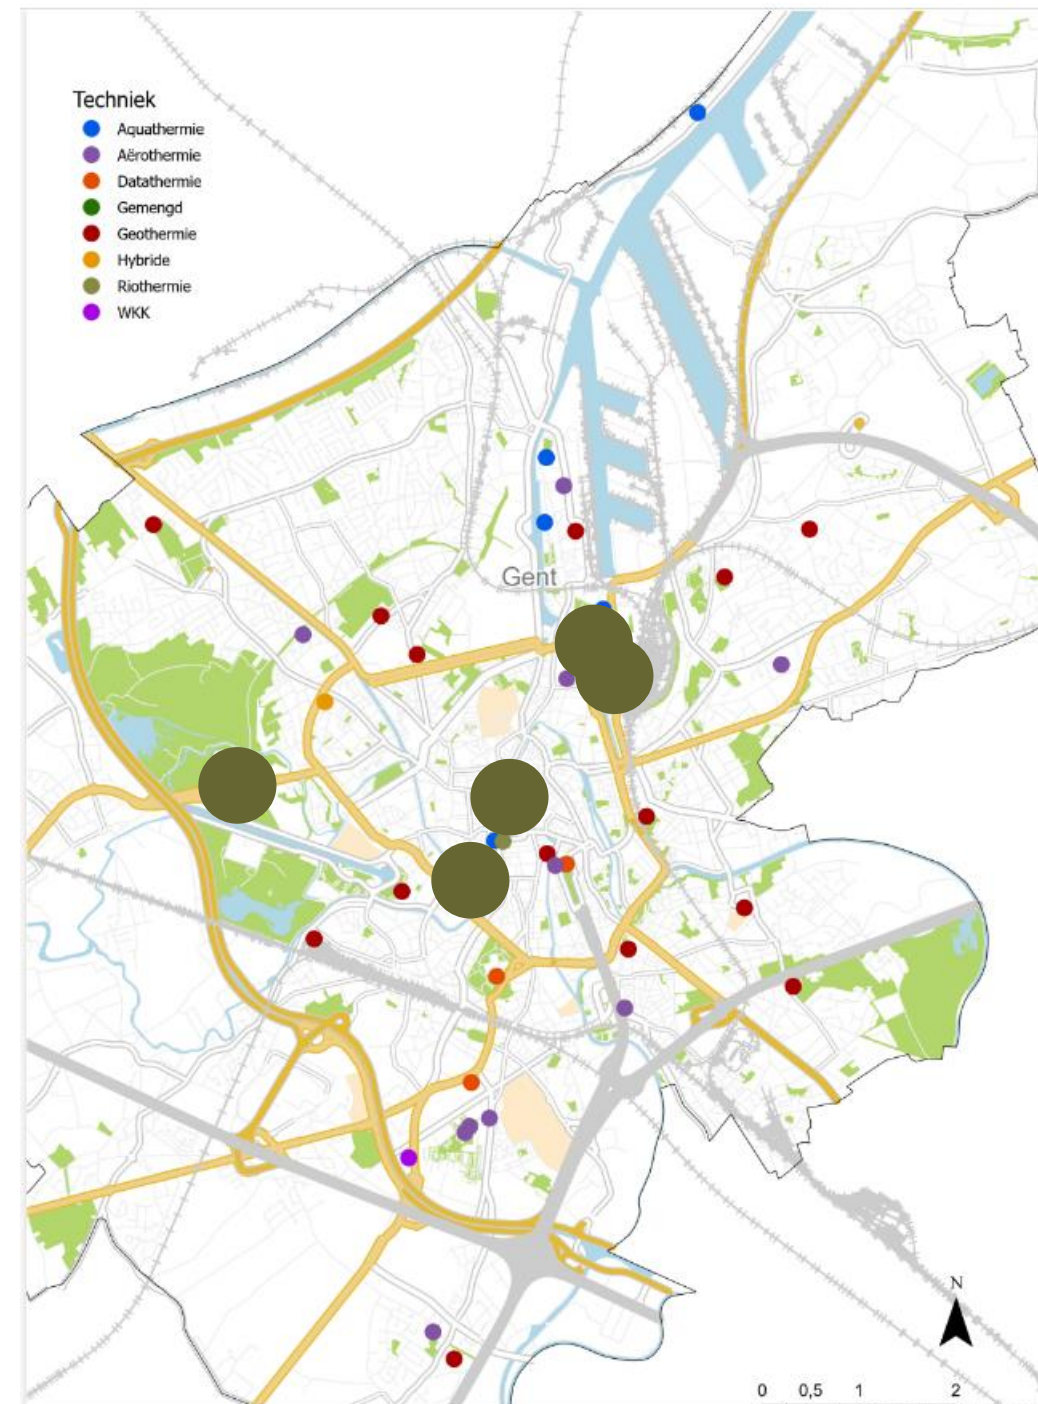 Techniek
Aquathermie
Aërothermie
Datathermie
Gemengd
Geothermie
Hybride
Riothermie
WKK
Gent
N
0 0,5 1 2